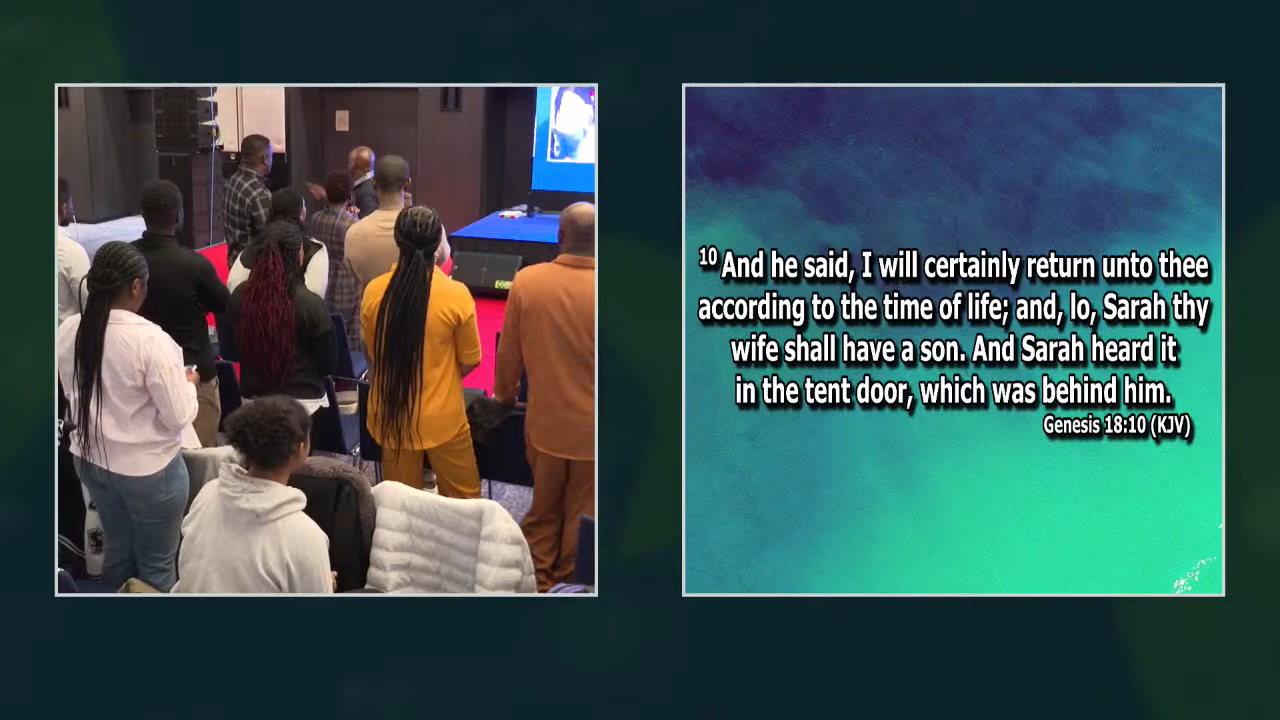 10 And he said, I will certainly return unto thee
according to the time of life; and, lo, Sarah thy
wife shall have a son. And Sarah heard it
in the tent door, which was behind him.
Genesis 18:10 (KJV)